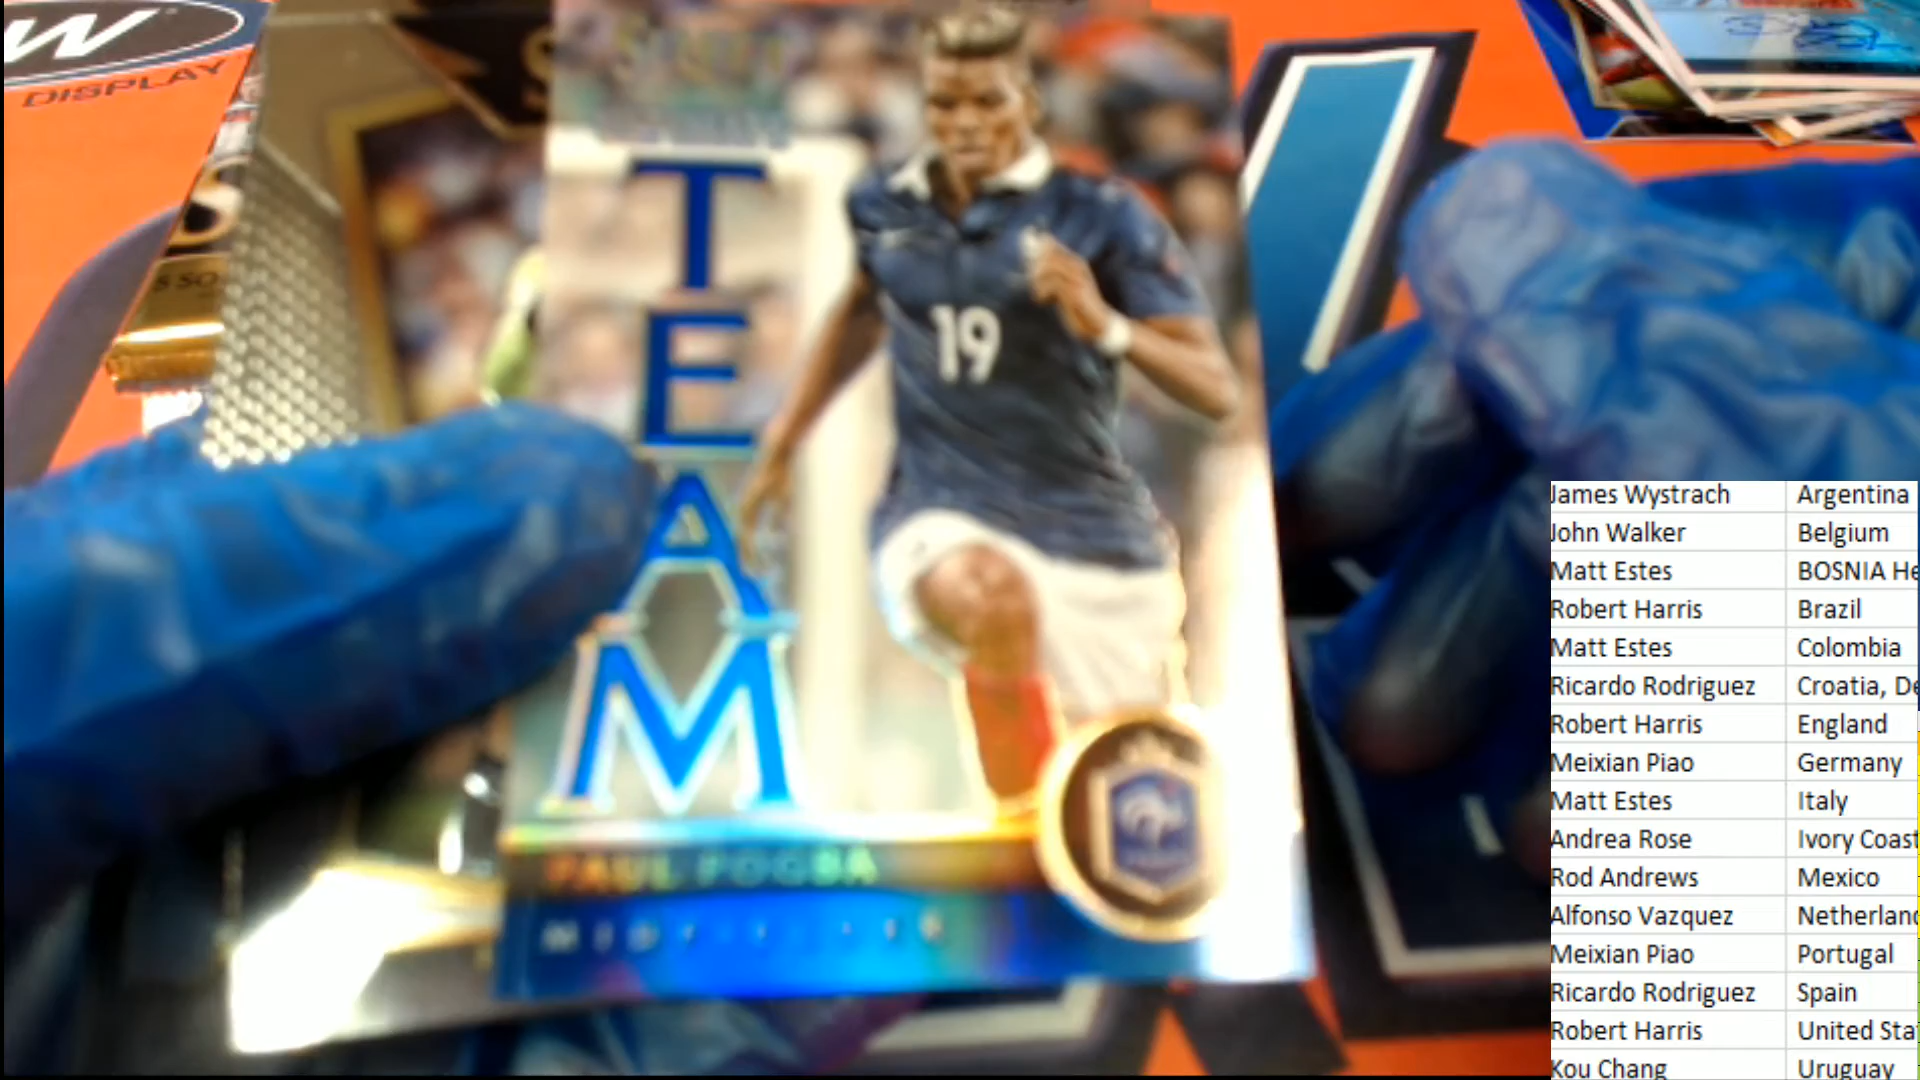 W
DISPLAY
TEAM
19
PAUL POGBA
James Wystrach Argentina
John Walker Belgium
Matt Estes BOSNIA He
Robert Harris Brazil
Matt Estes Colombia
Ricardo Rodriguez Croatia, De
Robert Harris England
Meixian Piao Germany
Matt Estes Italy
Andrea Rose Ivory Coast
Rod Andrews Mexico
Alfonso Vazquez Netherland
Meixian Piao Portugal
Ricardo Rodriguez Spain
Robert Harris United Sta
Kou Chang Uruguay